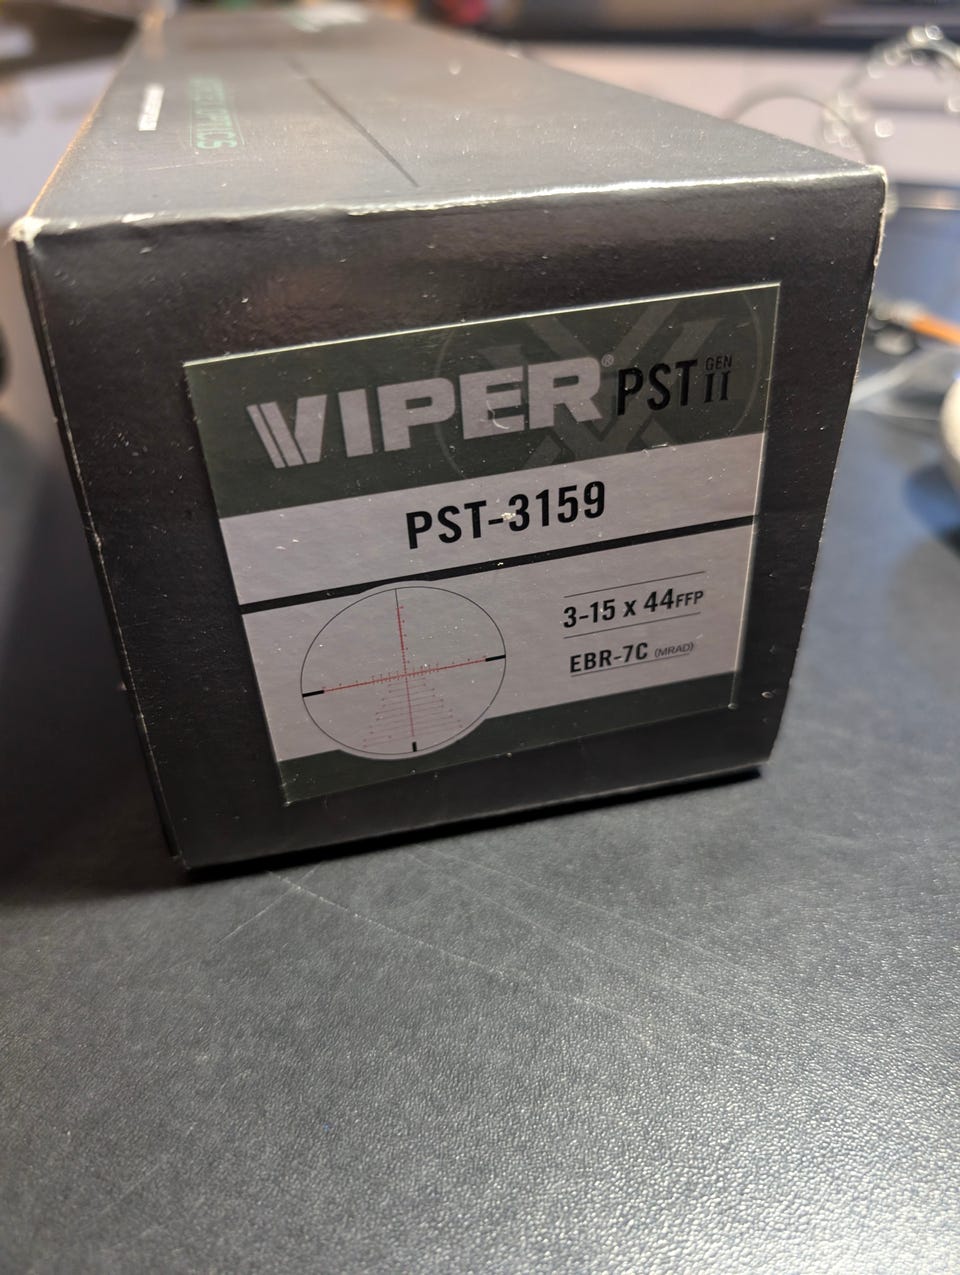 VIPER® PST GEN II
PST-3159
3-15 x 44FFP
EBR-7C (MRAD)